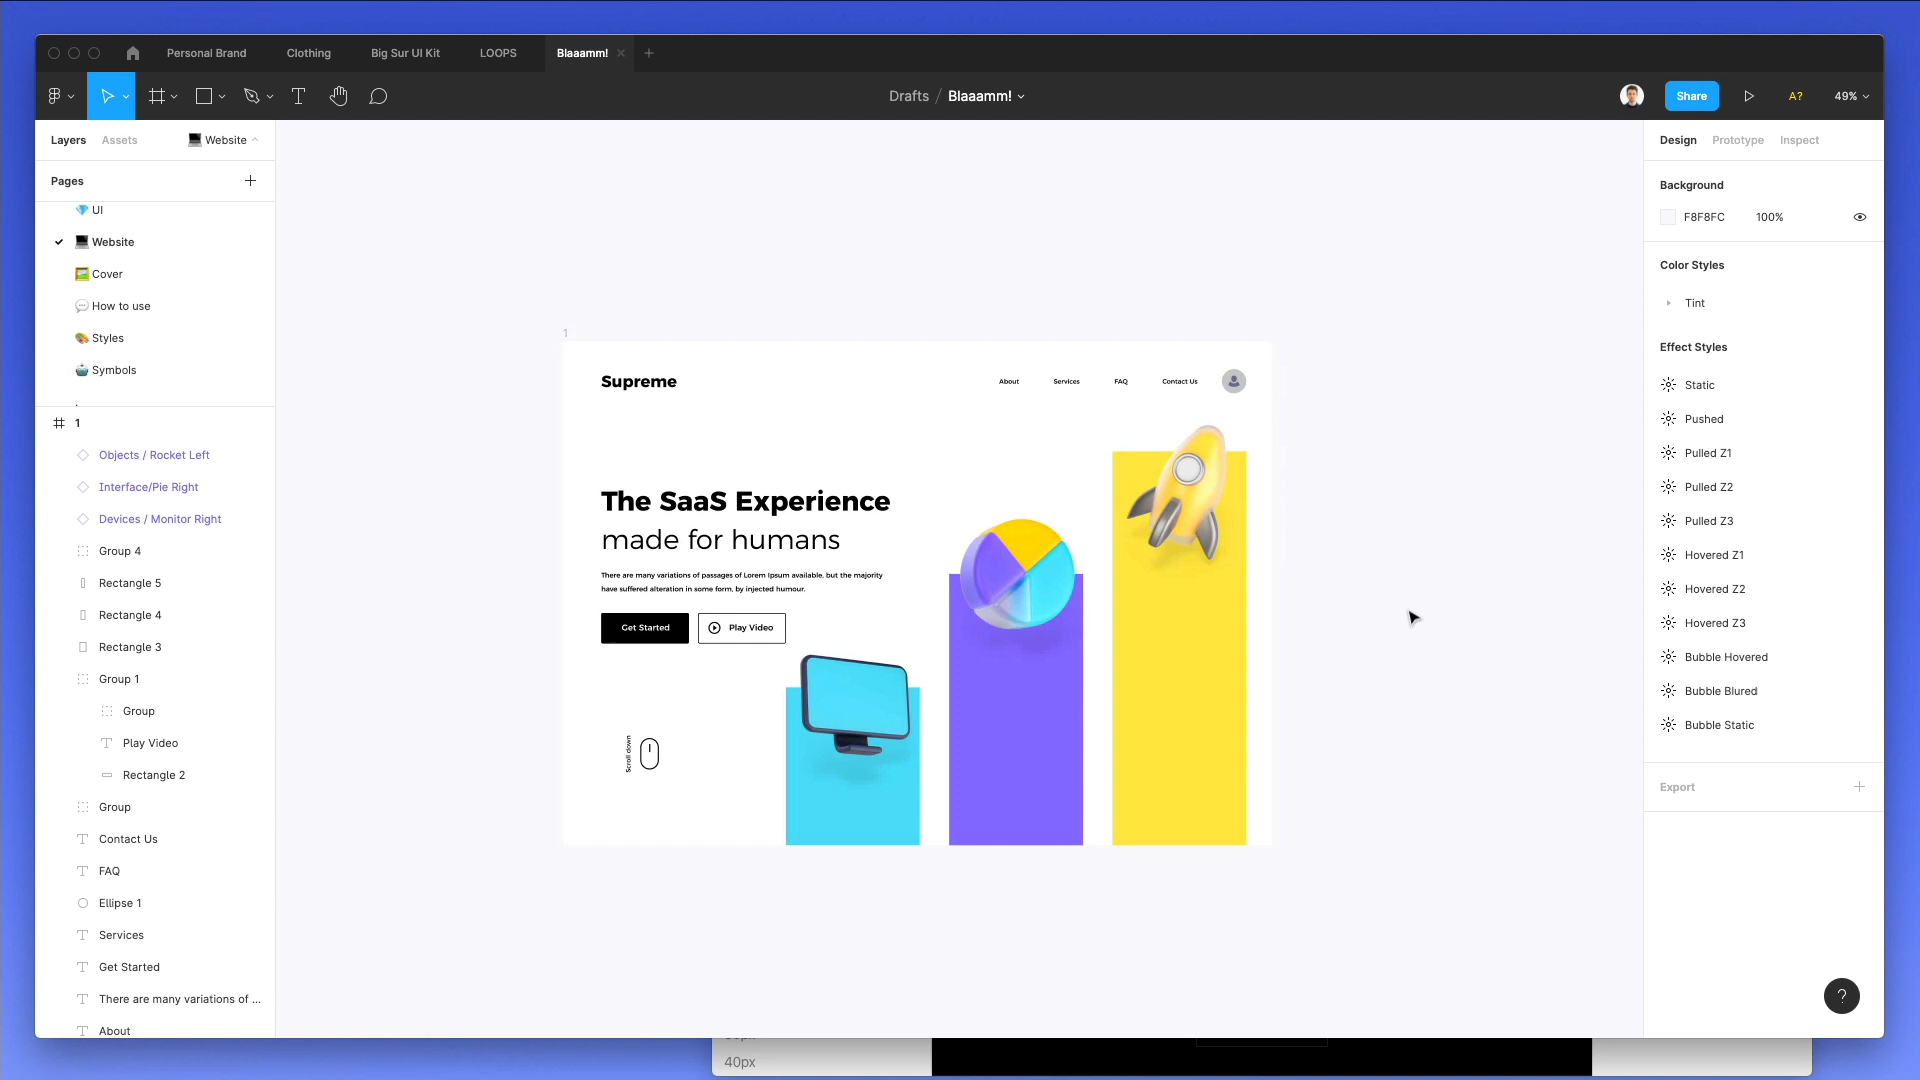 Personal Brand
Clothing
Big Sur UI Kit
LOOPS
Blaaamm!
Drafts / Blaaamm!
Share
A?
49%
Layers
Assets
Website
Pages
UI
Website
Cover
How to use
Styles
Symbols
1
Objects / Rocket Left
Interface/Pie Right
Devices / Monitor Right
Group 4
Rectangle 5
Rectangle 4
Rectangle 3
Group 1
Group
Play Video
Rectangle 2
Group
Contact Us
FAQ
Ellipse 1
Services
Get Started
There are many variations of ...
About
1
Supreme
About
Services
FAQ
Contact Us
The SaaS Experience
made for humans
There are many variations of passages of Lorem Ipsum available, but the majority
have suffered alteration in some form, by injected humour.
Get Started
Play Video
Scroll down
Design
Prototype
Inspect
Background
F8F8FC
100%
Color Styles
Tint
Effect Styles
Static
Pushed
Pulled Z1
Pulled Z2
Pulled Z3
Hovered Z1
Hovered Z2
Hovered Z3
Bubble Hovered
Bubble Blured
Bubble Static
Export
?
40px